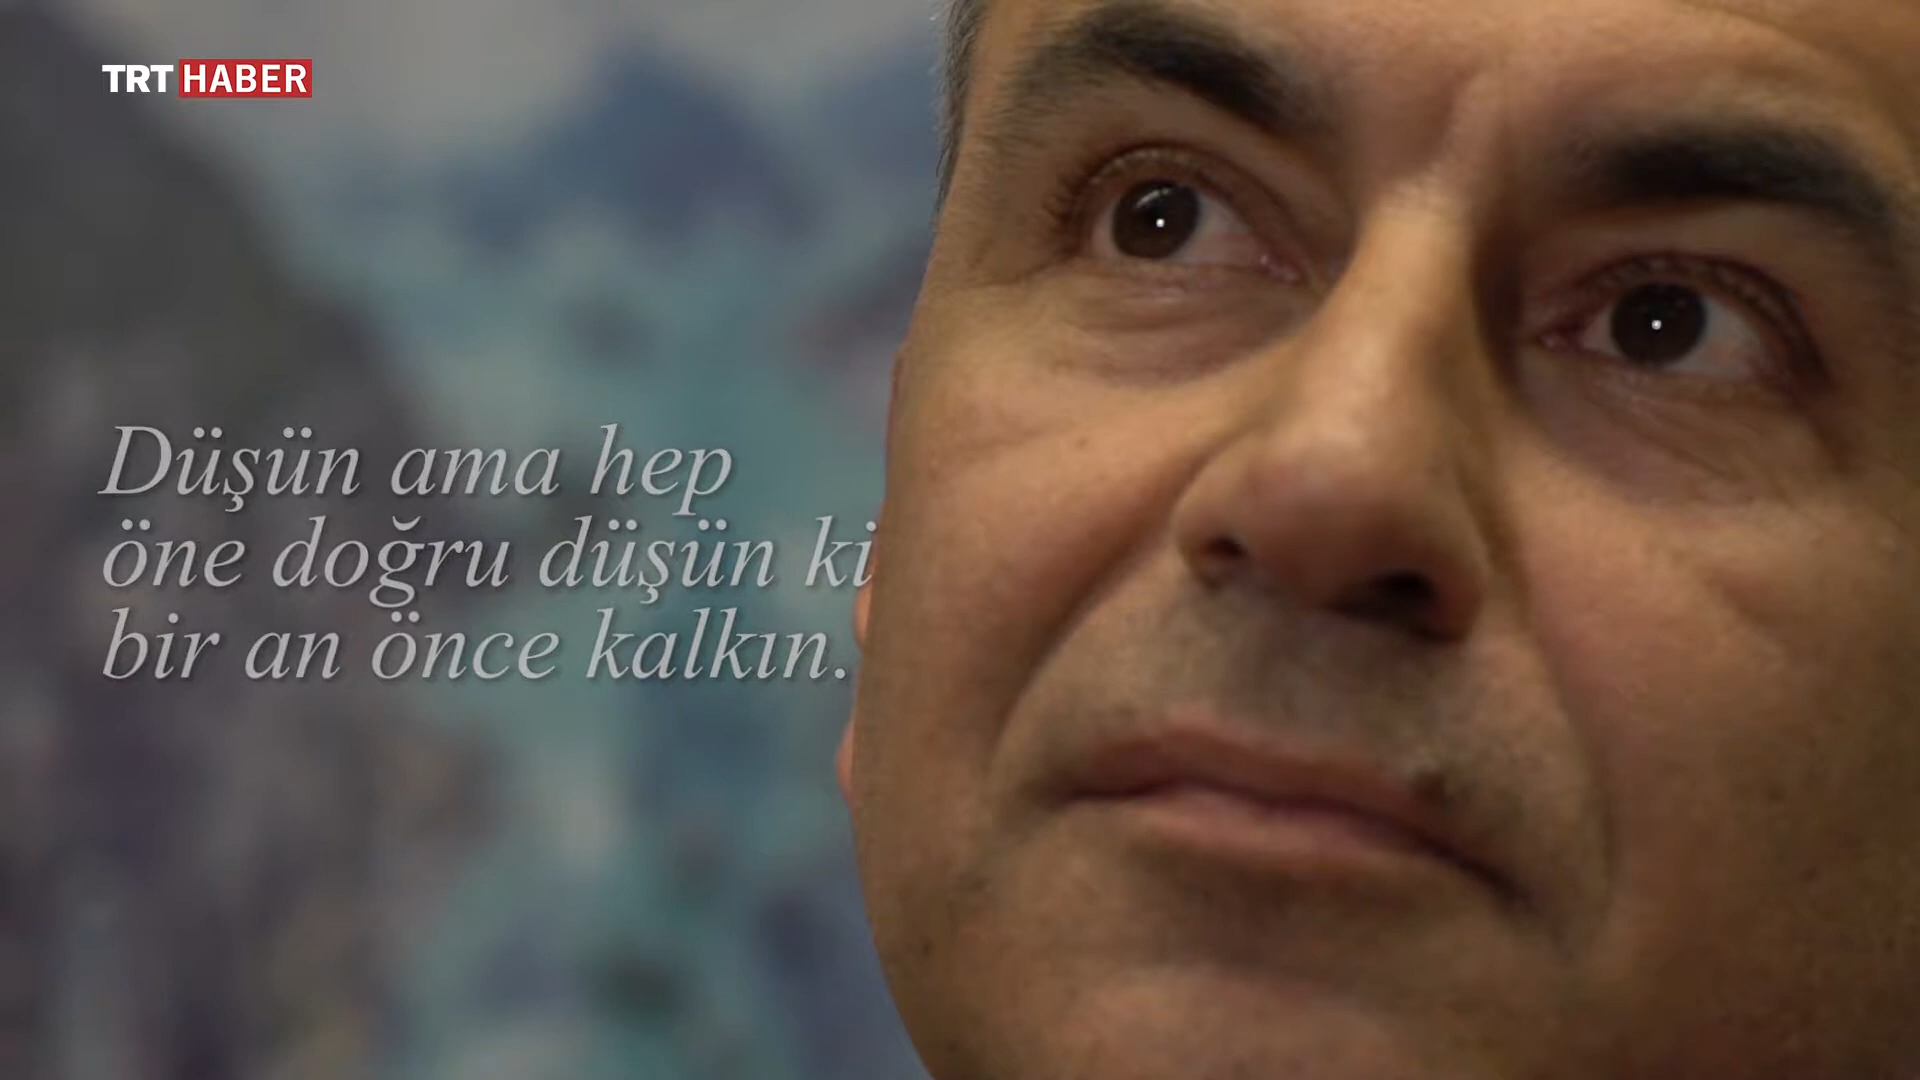 TRT HABER
Düşün ama hep
öne doğru düşün ki
bir an önce kalkın.